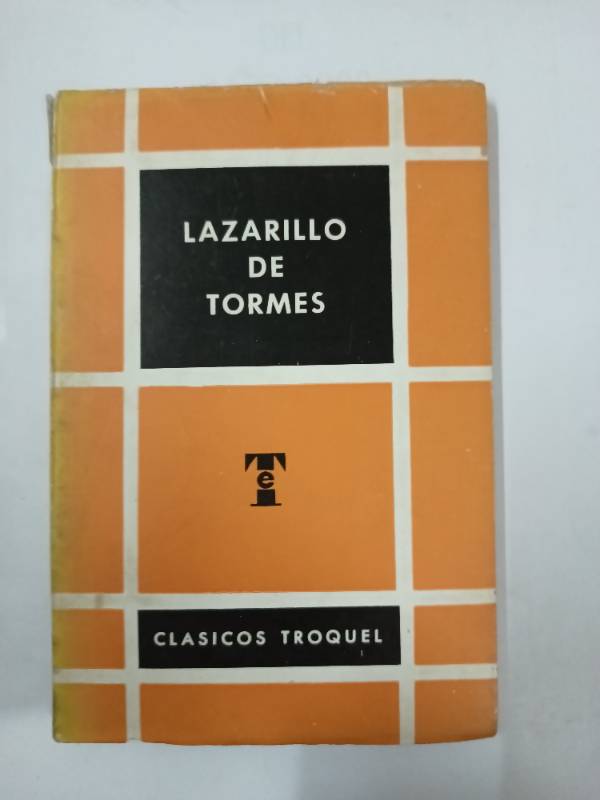 LAZARILLO
DE
TORMES
Te
CLASICOS TROQUEL